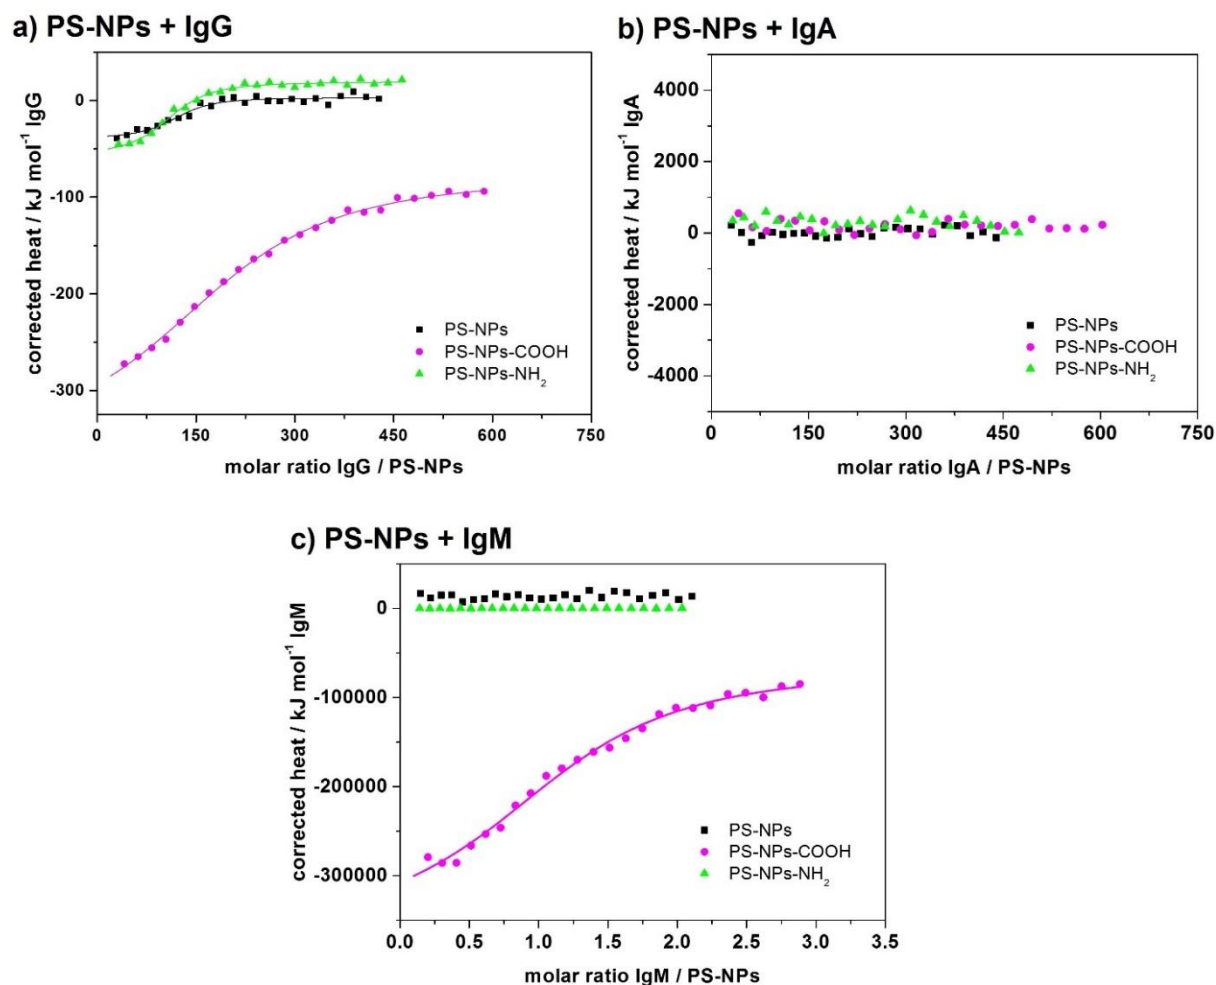 a) PS-NPs + IgG
corrected heat / kJ mol⁻¹ IgG
0
-100
-200
-300
PS-NPs
PS-NPs-COOH
PS-NPs-NH₂
0 150 300 450 600 750
molar ratio IgG / PS-NPs
b) PS-NPs + IgA
corrected heat / kJ mol⁻¹ IgA
4000
2000
0
-2000
-4000
PS-NPs
PS-NPs-COOH
PS-NPs-NH₂
0 150 300 450 600 750
molar ratio IgA / PS-NPs
c) PS-NPs + IgM
corrected heat / kJ mol⁻¹ IgM
0
-100000
-200000
-300000
PS-NPs
PS-NPs-COOH
PS-NPs-NH₂
0.0 0.5 1.0 1.5 2.0 2.5 3.0 3.5
molar ratio IgM / PS-NPs